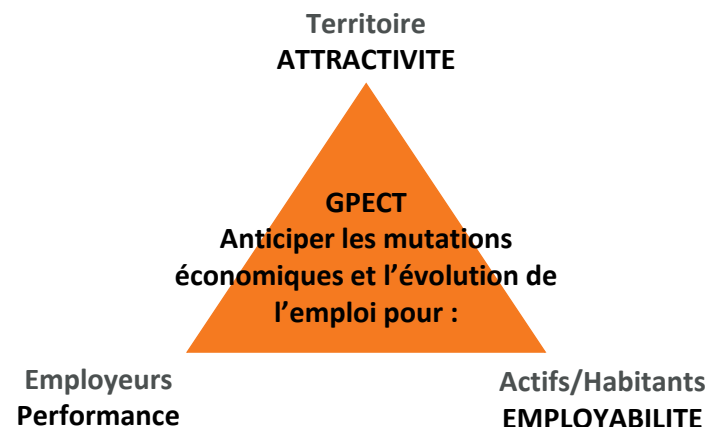 Territoire
ATTRACTIVITE
GPECT
Anticiper les mutations
économiques et l’évolution de
l’emploi pour :
Employeurs
Performance
Actifs/Habitants
EMPLOYABILITE